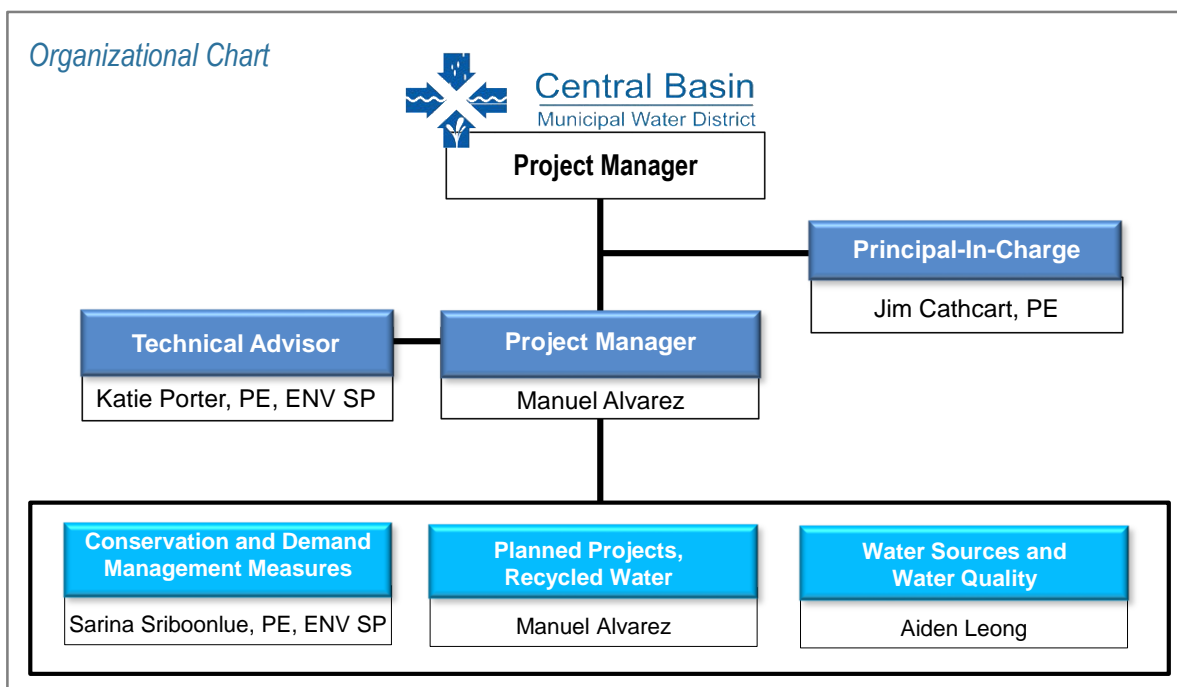 Organizational Chart
Central Basin
Municipal Water District
Project Manager
Principal-In-Charge
Jim Cathcart, PE
Technical Advisor
Katie Porter, PE, ENV SP
Project Manager
Manuel Alvarez
Conservation and Demand
Management Measures
Sarina Sriboonlue, PE, ENV SP
Planned Projects,
Recycled Water
Manuel Alvarez
Water Sources and
Water Quality
Aiden Leong